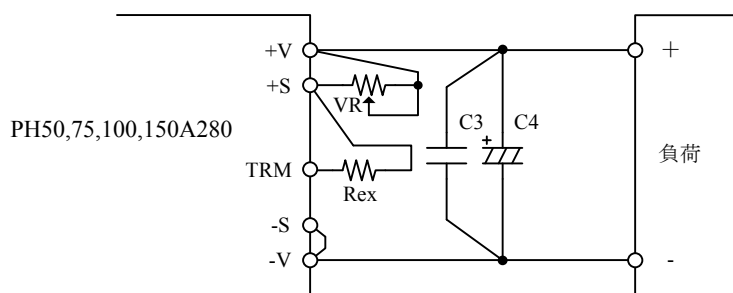 +V
+
+S
VR
C3
C4
PH50,75,100,150A280
+
負荷
TRM
Rex
-S
-V
-